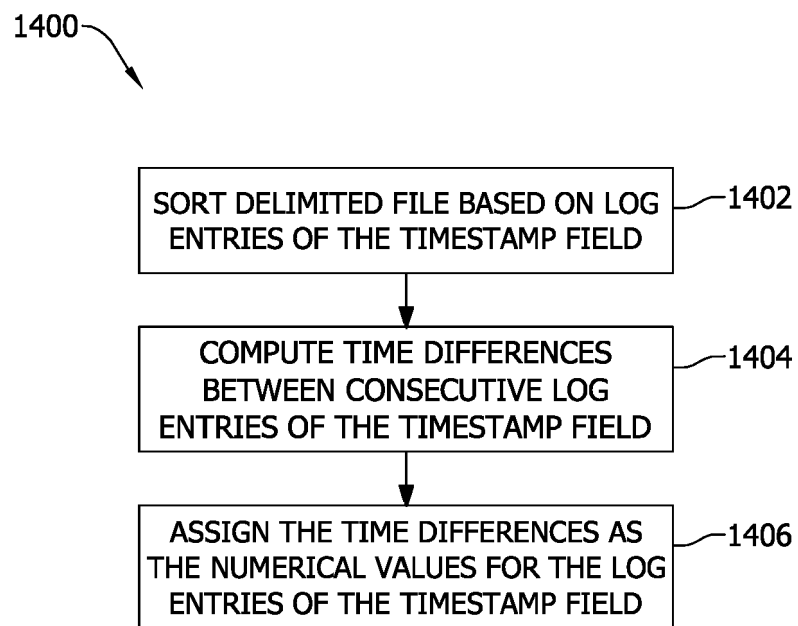 1400
SORT DELIMITED FILE BASED ON LOG
ENTRIES OF THE TIMESTAMP FIELD
1402
COMPUTE TIME DIFFERENCES
BETWEEN CONSECUTIVE LOG
ENTRIES OF THE TIMESTAMP FIELD
1404
ASSIGN THE TIME DIFFERENCES AS
THE NUMERICAL VALUES FOR THE LOG
ENTRIES OF THE TIMESTAMP FIELD
1406